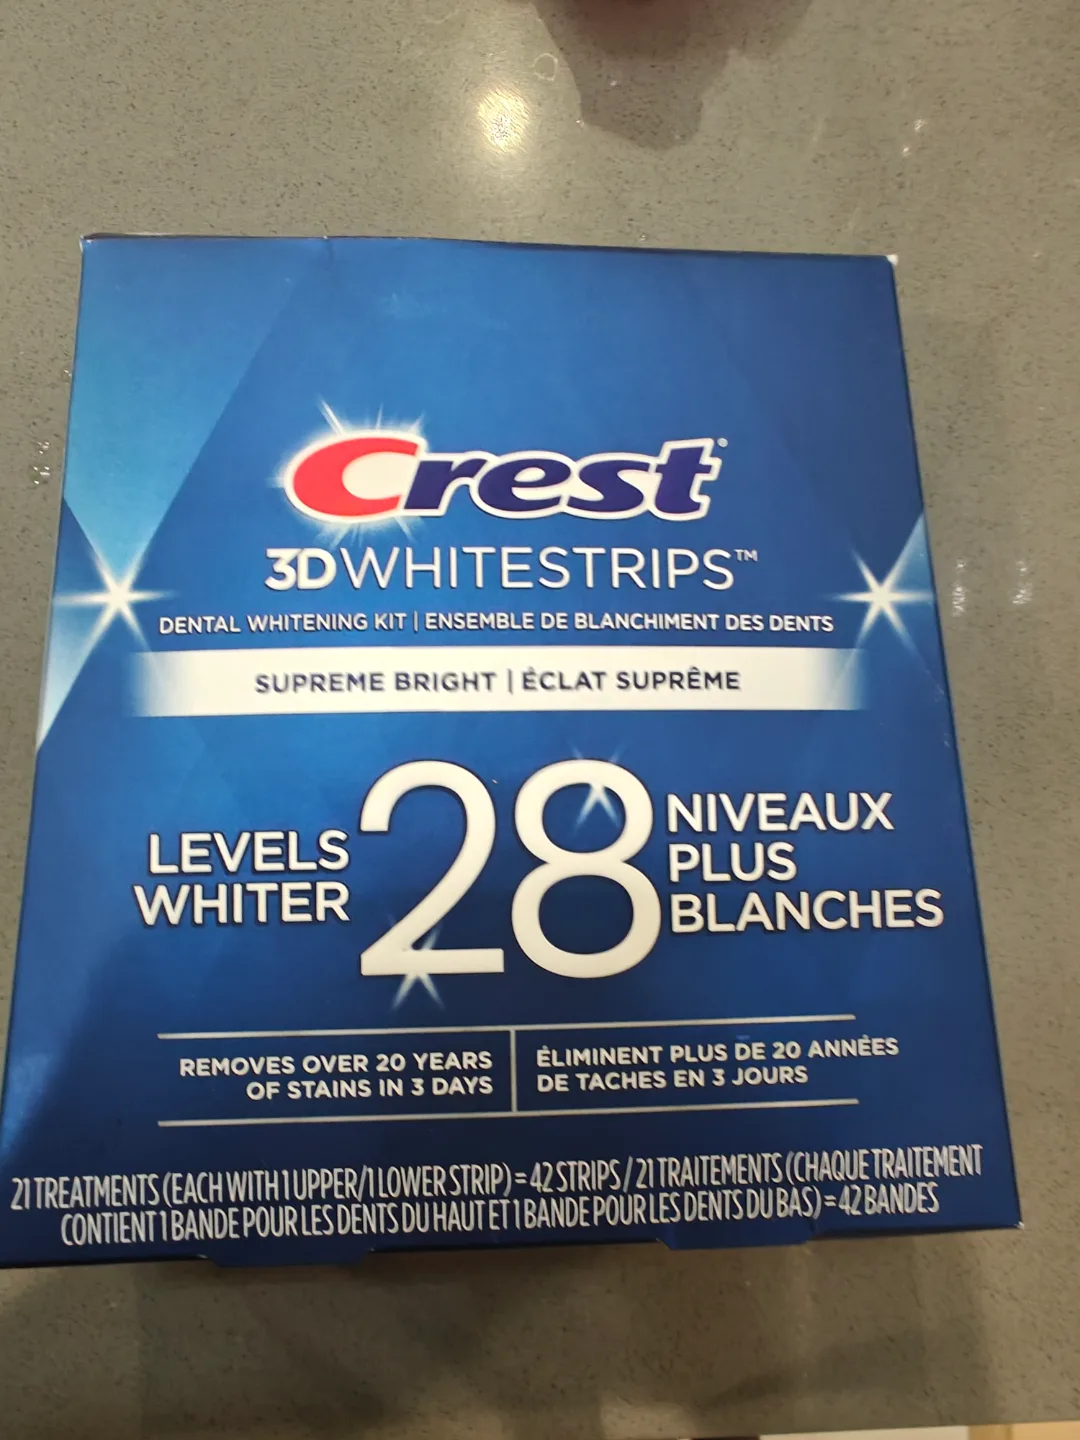 Crest
3DWHITESTRIPS™
DENTAL WHITENING KIT | ENSEMBLE DE BLANCHIMENT DES DENTS
SUPREME BRIGHT | ÉCLAT SUPRÊME
LEVELS
WHITER
28
NIVEAUX
PLUS
BLANCHES
REMOVES OVER 20 YEARS
OF STAINS IN 3 DAYS
ÉLIMINENT PLUS DE 20 ANNÉES
DE TACHES EN 3 JOURS
21 TREATMENTS (EACH WITH 1 UPPER/1 LOWER STRIP) = 42 STRIPS / 21 TRAITEMENTS (CHAQUE TRAITEMENT
CONTIENT 1 BANDE POUR LES DENTS DU HAUT ET 1 BANDE POUR LES DENTS DU BAS) = 42 BANDES